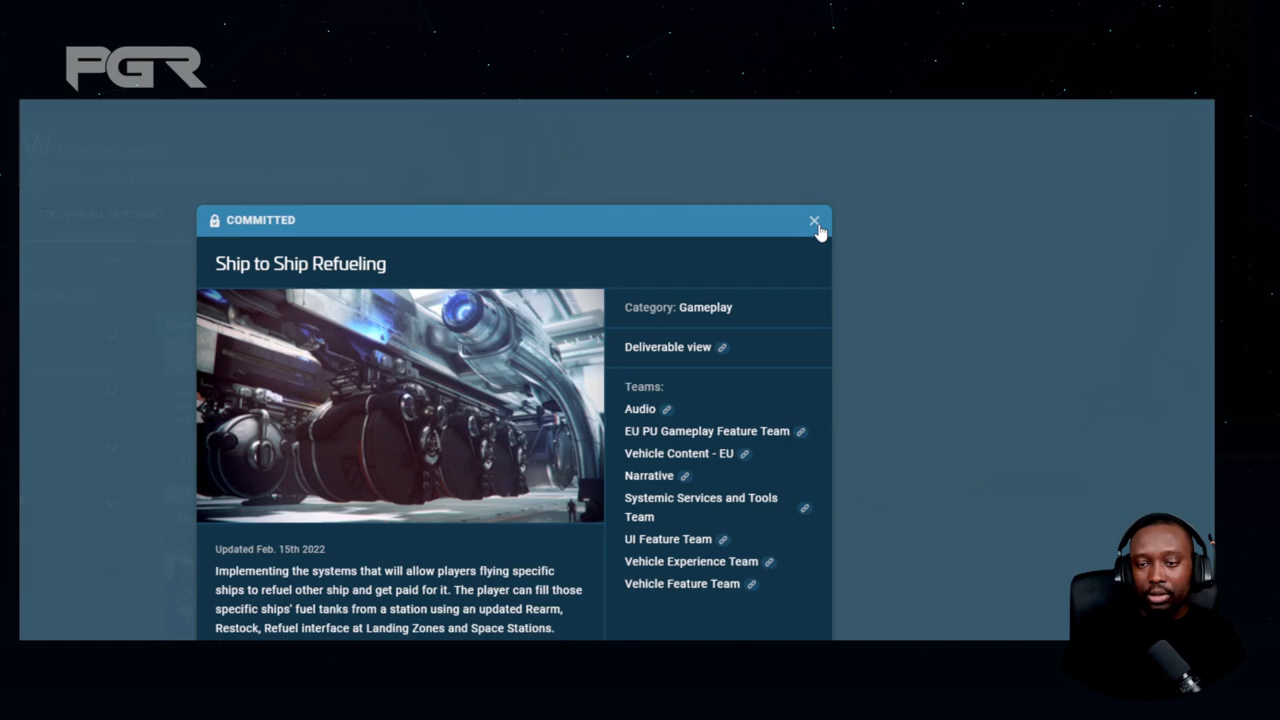 PGR
COMMITTED
Ship to Ship Refueling
Category: Gameplay
Deliverable view
Teams:
Audio
EU PU Gameplay Feature Team
Vehicle Content - EU
Narrative
Systemic Services and Tools
Team
UI Feature Team
Vehicle Experience Team
Vehicle Feature Team
Updated Feb. 15th 2022
Implementing the systems that will allow players flying specific
ships to refuel other ship and get paid for it. The player can fill those
specific ships' fuel tanks from a station using an updated Rearm,
Restock, Refuel interface at Landing Zones and Space Stations.